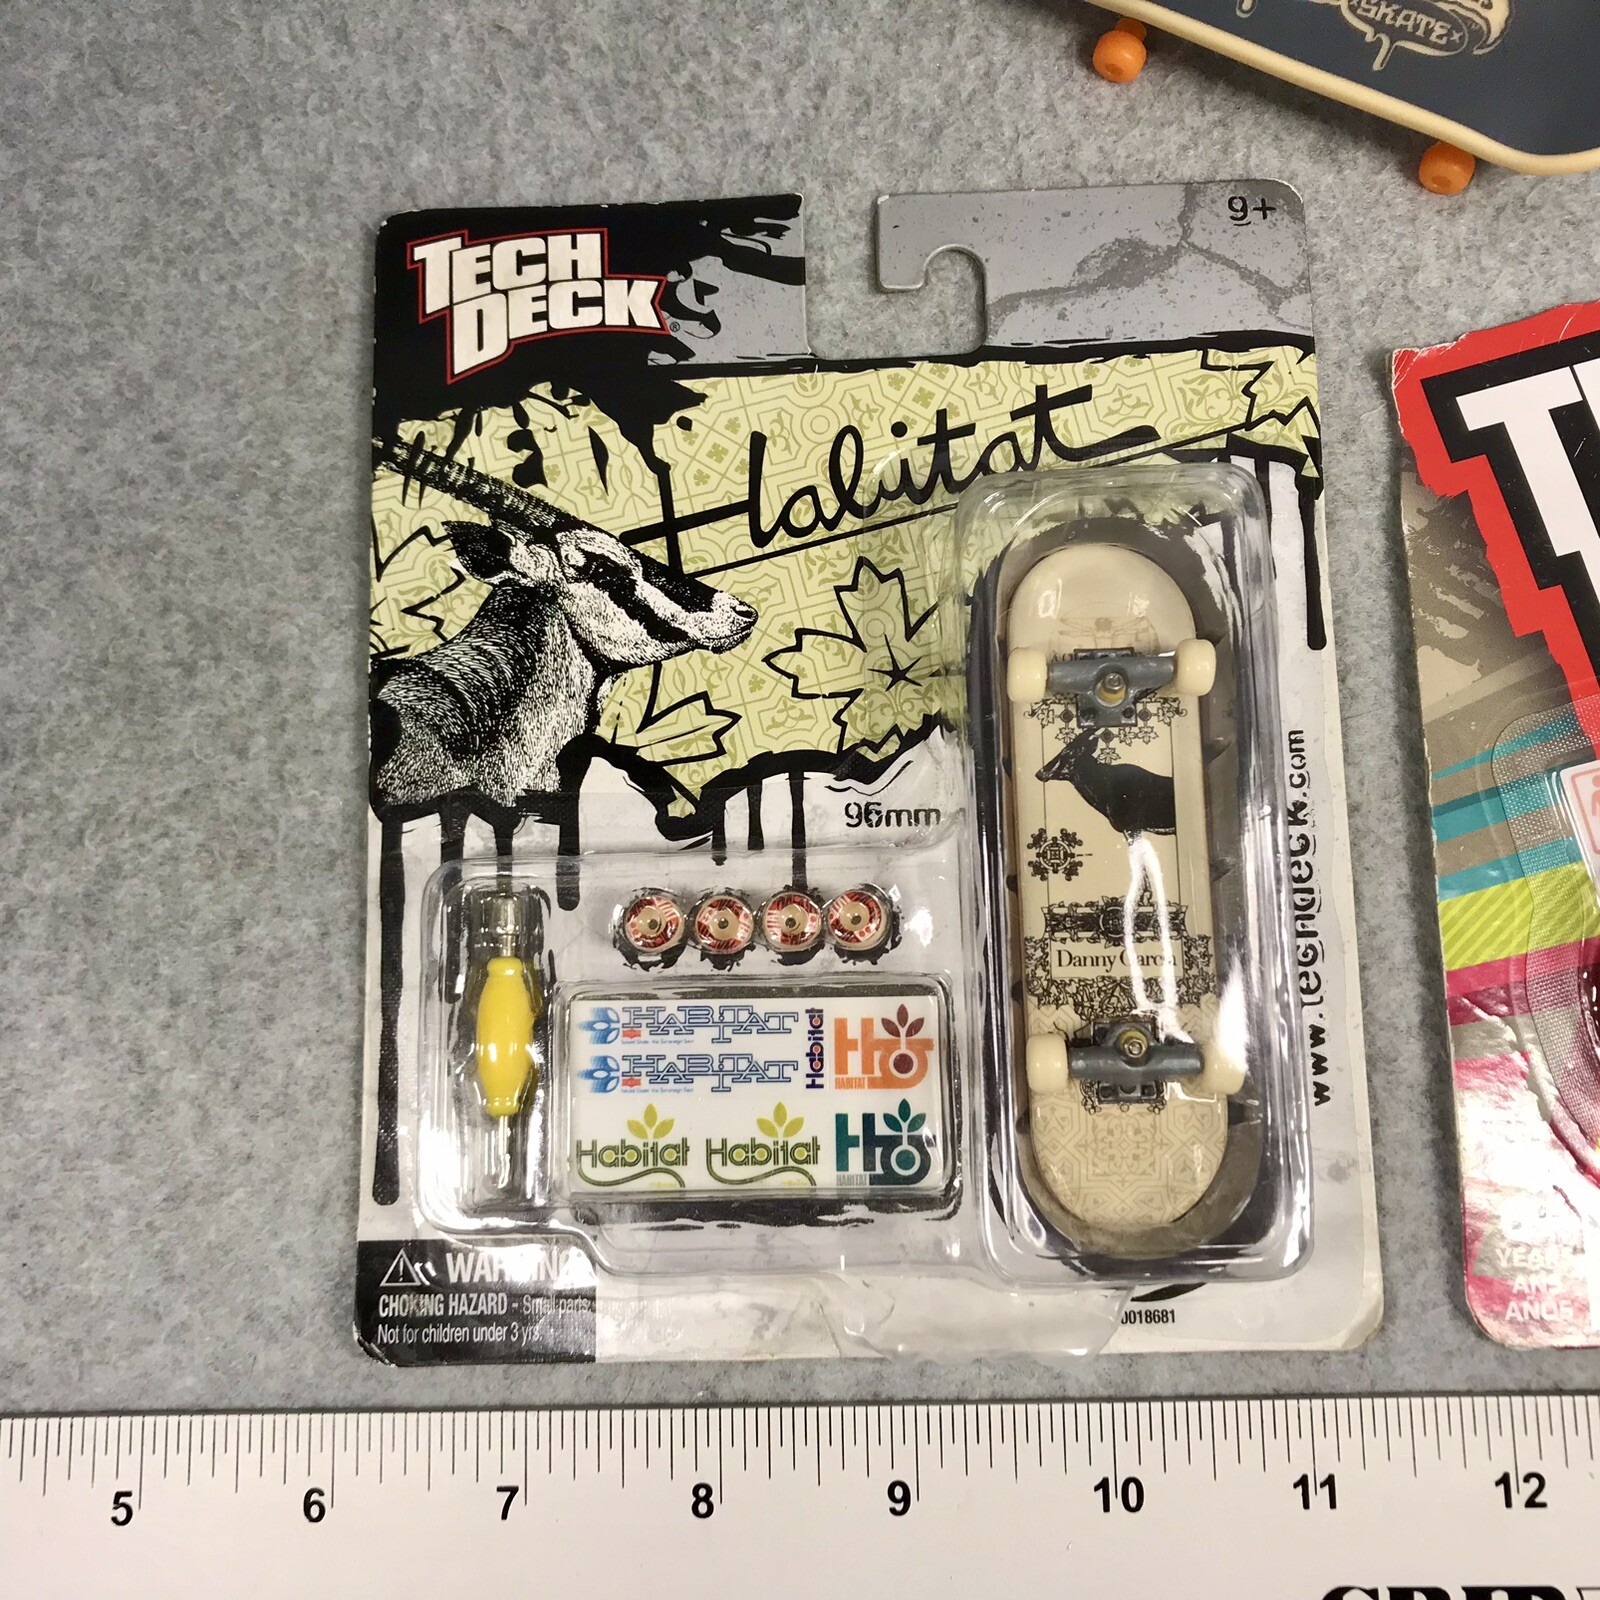 SKATE
9+
TECH
DECK®
Habitat
96mm
Danny Garcia
www.techdeck.com
HABITAT
HABITAT
Habitat
HABITAT
Habitat
Habitat
HABITAT
WARNING
CHOKING HAZARD - Small parts.
Not for children under 3 yrs.
0018681
YEARS
5 6 7 8 9 10 11 12